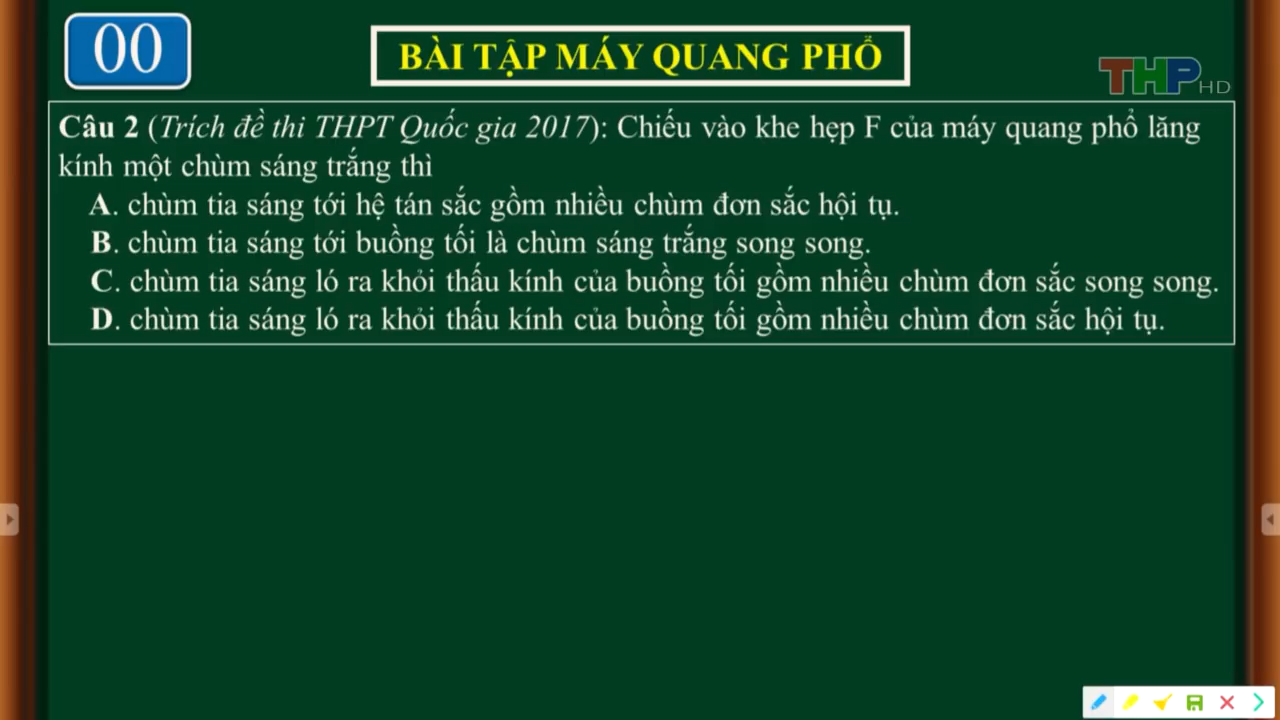 00
BÀI TẬP MÁY QUANG PHỔ
THP HD
Câu 2 (Trích đề thi THPT Quốc gia 2017): Chiếu vào khe hẹp F của máy quang phổ lăng
kính một chùm sáng trắng thì
A. chùm tia sáng tới hệ tán sắc gồm nhiều chùm đơn sắc hội tụ.
B. chùm tia sáng tới buồng tối là chùm sáng trắng song song.
C. chùm tia sáng ló ra khỏi thấu kính của buồng tối gồm nhiều chùm đơn sắc song song.
D. chùm tia sáng ló ra khỏi thấu kính của buồng tối gồm nhiều chùm đơn sắc hội tụ.